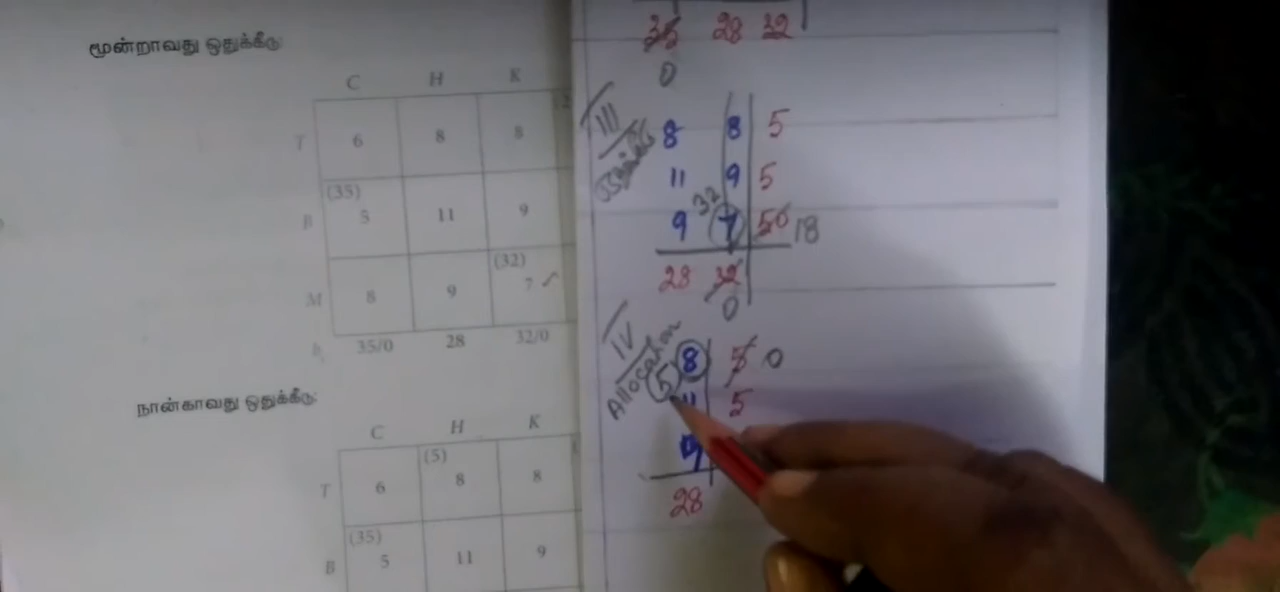 மூன்றாவது ஒதுக்கீடு:
C H K
T 6 8 8
(35)
B 5 11 9
(32)
M 8 9 7
b 35/0 28 32/0
நான்காவது ஒதுக்கீடு:
C H K
(5)
T 6 8 8
(35)
B 5 11 9
35 28 32
0
III
8 8 5
11 9 5
32
9 7 50 18
28 32
0
IV
Allocation
8 5 0
5
11 5
9
28